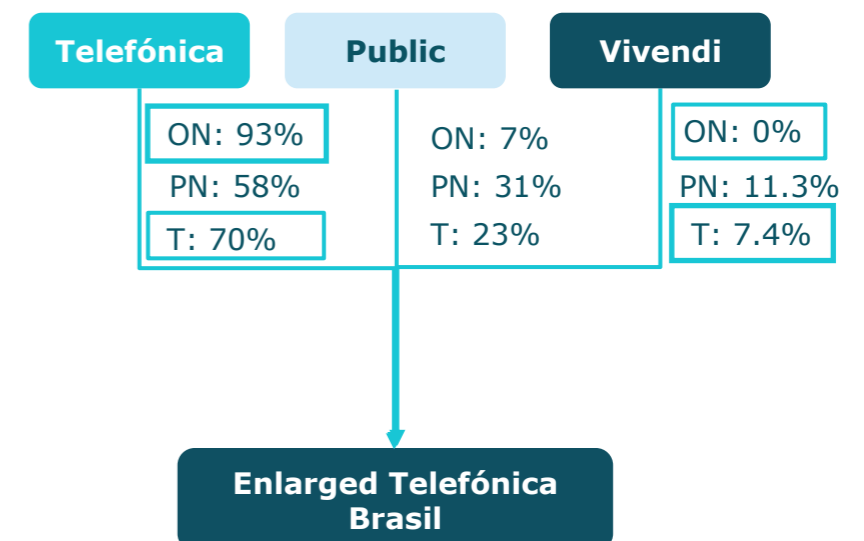 Telefónica
Public
Vivendi
ON: 93%
PN: 58%
T: 70%
ON: 7%
PN: 31%
T: 23%
ON: 0%
PN: 11.3%
T: 7.4%
Enlarged Telefónica
Brasil